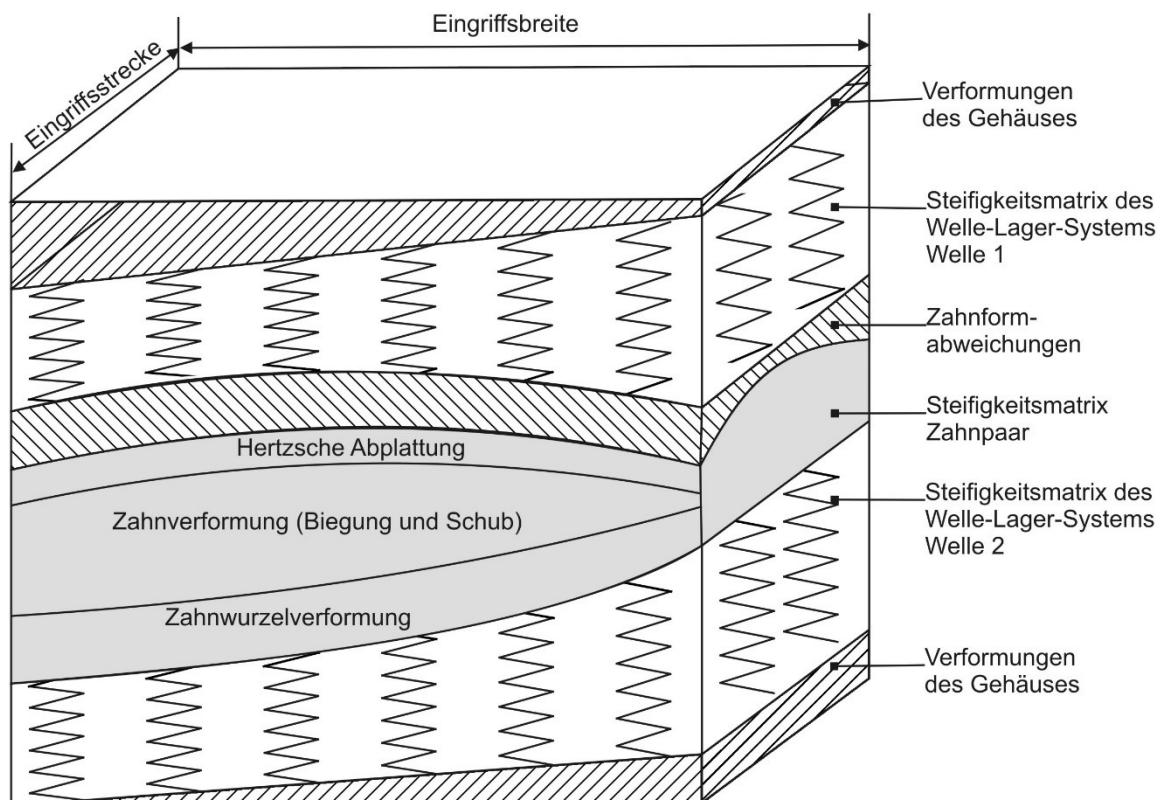 Eingriffsbreite
Eingriffsstrecke
Verformungen
des Gehäuses
Steifigkeitsmatrix des
Welle-Lager-Systems
Welle 1
Zahnform-
abweichungen
Hertzsche Abplattung
Steifigkeitsmatrix
Zahnpaar
Zahnverformung (Biegung und Schub)
Steifigkeitsmatrix des
Welle-Lager-Systems
Welle 2
Zahnwurzelverformung
Verformungen
des Gehäuses